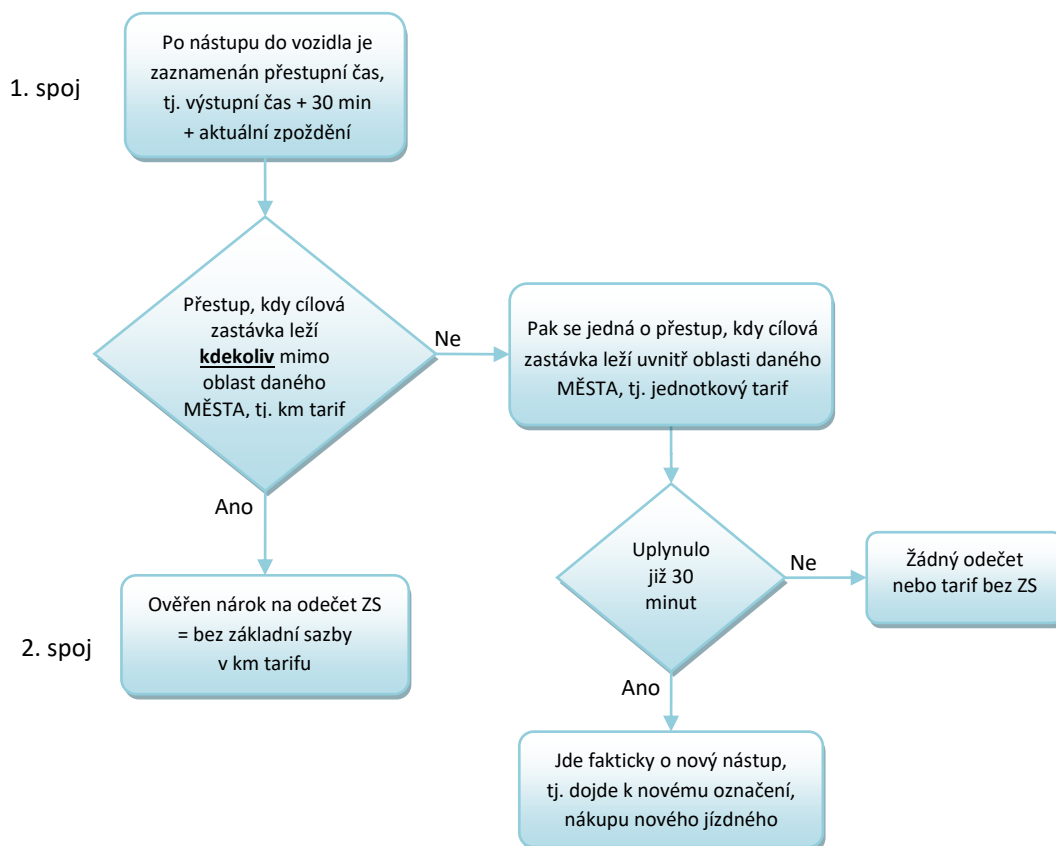 1. spoj
Po nástupu do vozidla je
zaznamenán přestupní čas,
tj. výstupní čas + 30 min
+ aktuální zpoždění
Přestup, kdy cílová
zastávka leží
kdekoliv mimo
oblast daného
MĚSTA, tj. km tarif
Ne
Pak se jedná o přestup, kdy cílová
zastávka leží uvnitř oblasti daného
MĚSTA, tj. jednotkový tarif
Ano
Uplynulo
již 30
minut
Ne
Žádný odečet
nebo tarif bez ZS
2. spoj
Ověřen nárok na odečet ZS
= bez základní sazby
v km tarifu
Ano
Jde fakticky o nový nástup,
tj. dojde k novému označení,
nákupu nového jízdného